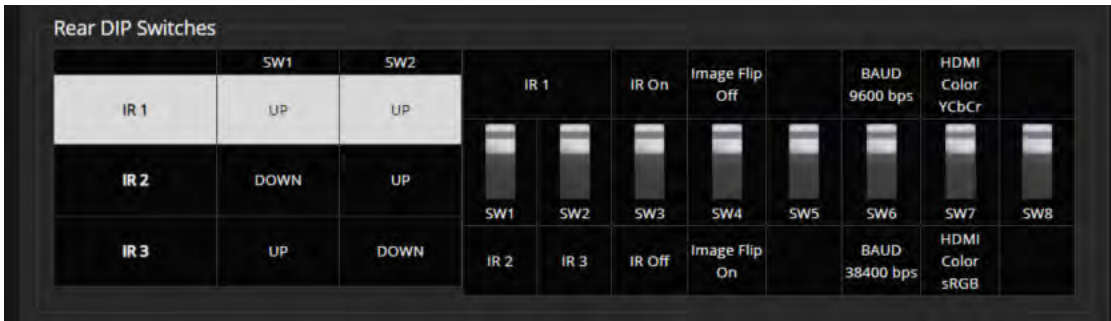 Rear DIP Switches
SW1 SW2
IR 1 UP UP
IR 2 DOWN UP
IR 3 UP DOWN
IR 1 IR On Image Flip Off BAUD 9600 bps HDMI Color YCbCr
SW1 SW2 SW3 SW4 SW5 SW6 SW7 SW8
IR 2 IR 3 IR Off Image Flip On BAUD 38400 bps HDMI Color sRGB